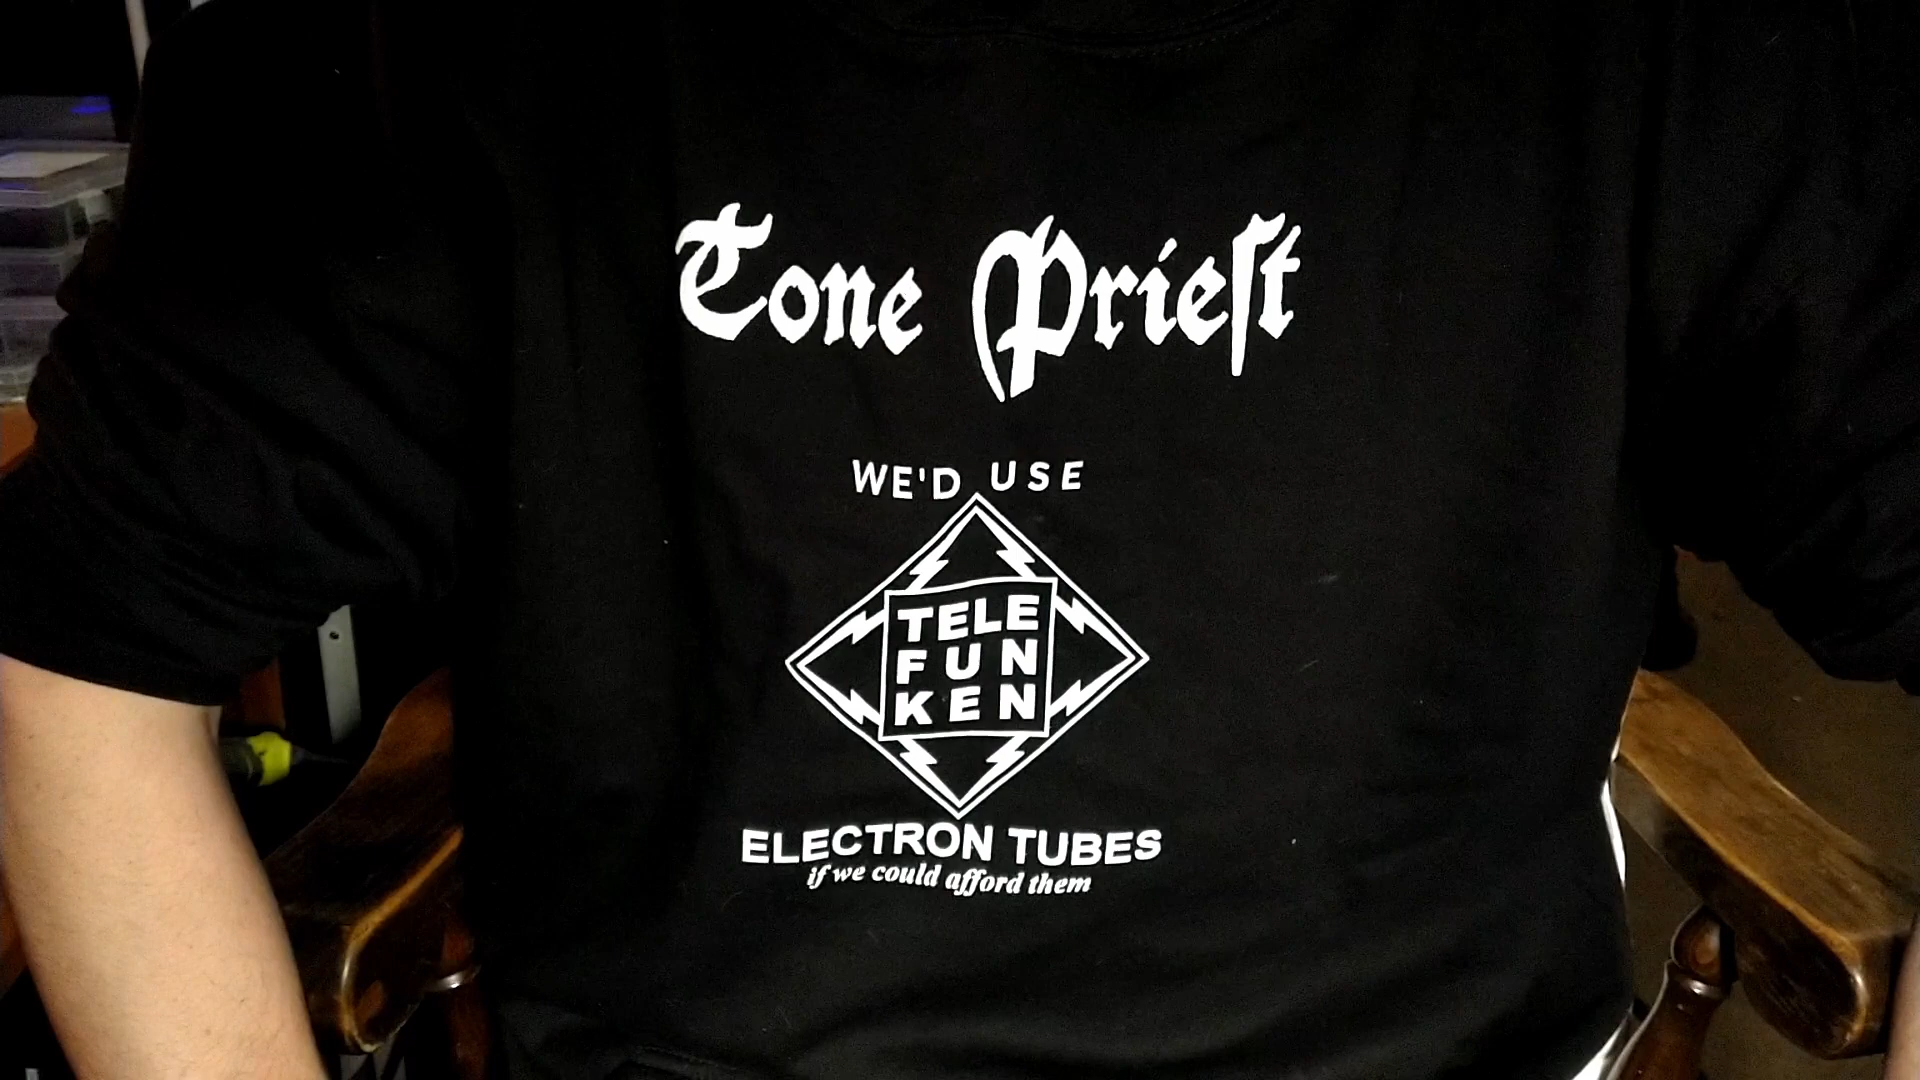 Tone Prieſt
WE'D USE
TELE
FUN
KEN
ELECTRON TUBES
if we could afford them